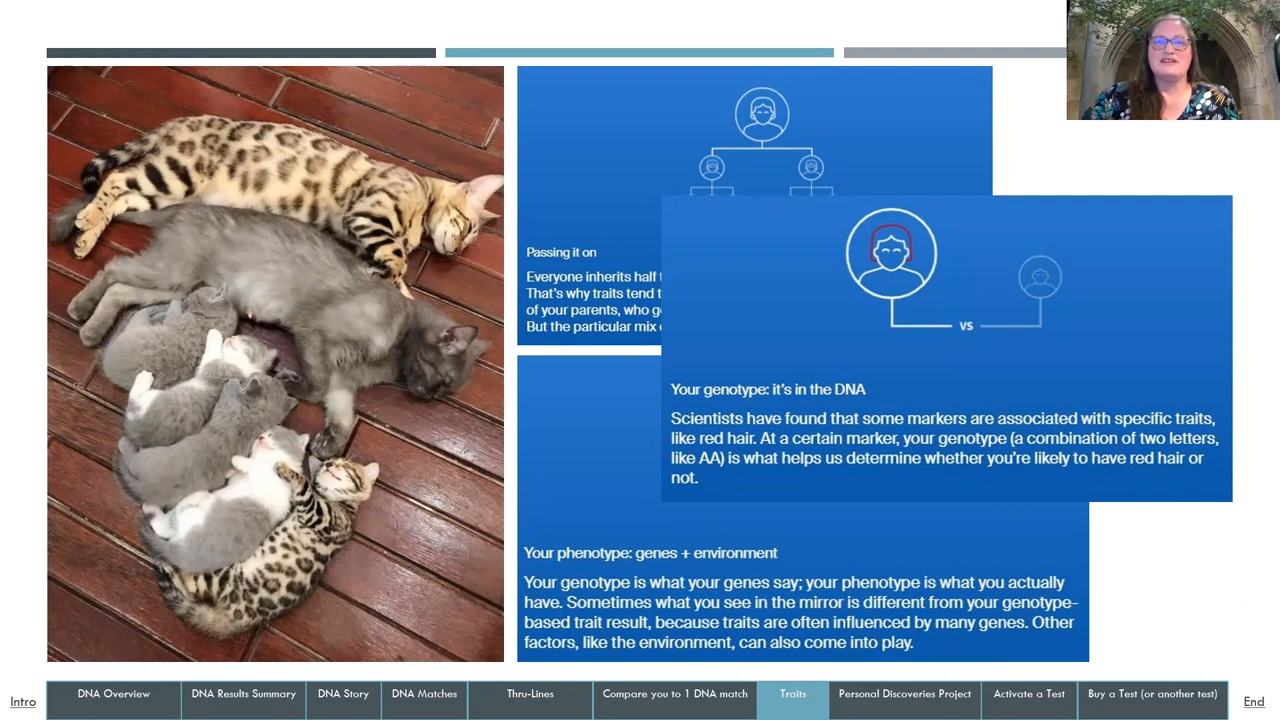 Passing it on
Everyone inherits half
That's why traits tend
of your parents, who
But the particular mix
VS
Your genotype: it's in the DNA
Scientists have found that some markers are associated with specific traits,
like red hair. At a certain marker, your genotype (a combination of two letters,
like AA) is what helps us determine whether you're likely to have red hair or
not.
Your phenotype: genes + environment
Your genotype is what your genes say; your phenotype is what you actually
have. Sometimes what you see in the mirror is different from your genotype-
based trait result, because traits are often influenced by many genes. Other
factors, like the environment, can also come into play.
Intro
DNA Overview
DNA Results Summary
DNA Story
DNA Matches
Thru-Lines
Compare you to 1 DNA match
Traits
Personal Discoveries Project
Activate a Test
Buy a Test (or another test)
End